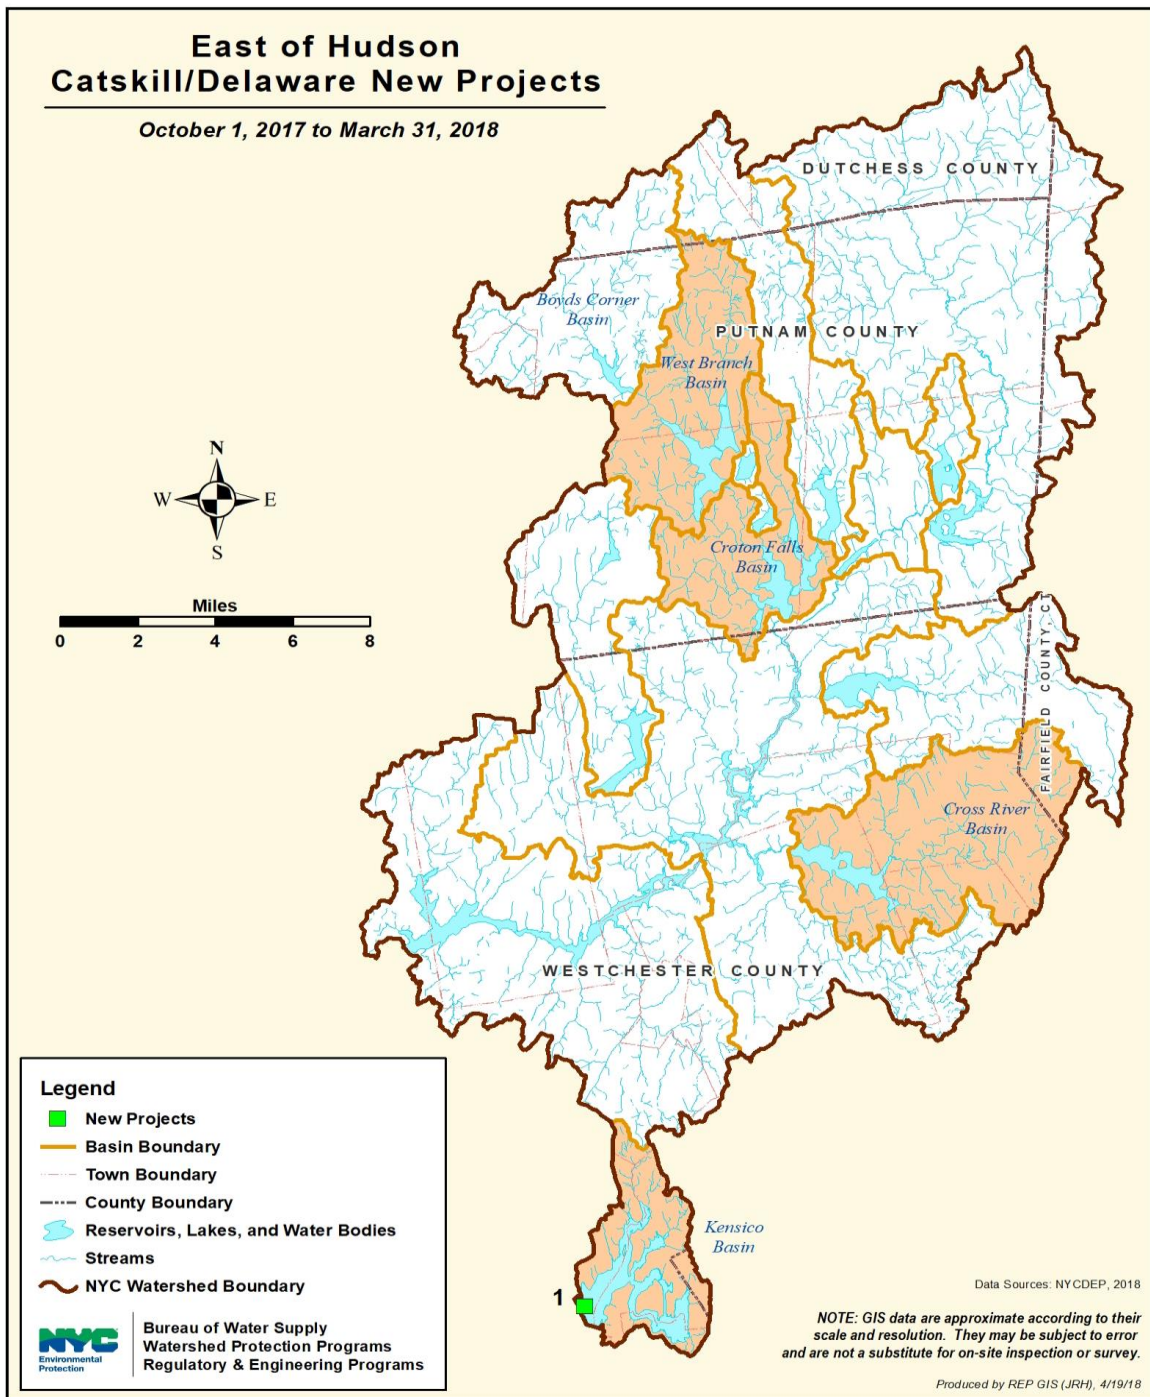 East of Hudson
Catskill/Delaware New Projects
October 1, 2017 to March 31, 2018
DUTCHESS COUNTY
Boyds Corner
Basin
PUTNAM COUNTY
West Branch
Basin
N
W
E
S
Croton Falls
Basin
Miles
0 2 4 6 8
FAIRFIELD COUNTY, CT
Cross River
Basin
WESTCHESTER COUNTY
Legend
New Projects
Basin Boundary
Town Boundary
County Boundary
Reservoirs, Lakes, and Water Bodies
Streams
NYC Watershed Boundary
NYC
Environmental
Protection
Bureau of Water Supply
Watershed Protection Programs
Regulatory & Engineering Programs
Kensico
Basin
1
Data Sources: NYCDEP, 2018
NOTE: GIS data are approximate according to their
scale and resolution. They may be subject to error
and are not a substitute for on-site inspection or survey.
Produced by REP GIS (JRH), 4/19/18